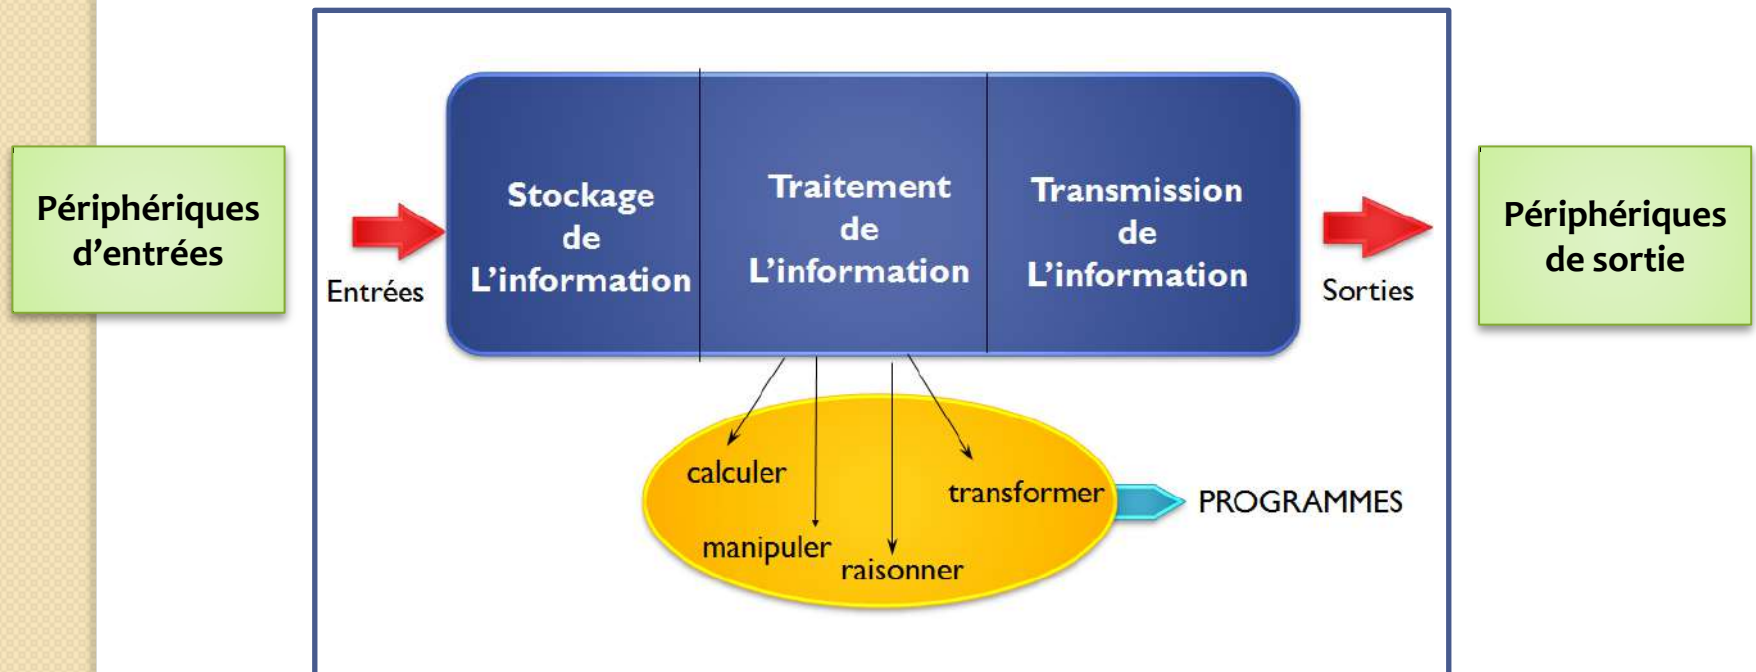 Périphériques
d'entrées
Entrées
Stockage
de
L'information
Traitement
de
L'information
Transmission
de
L'information
Sorties
Périphériques
de sortie
calculer
manipuler
raisonner
transformer
PROGRAMMES